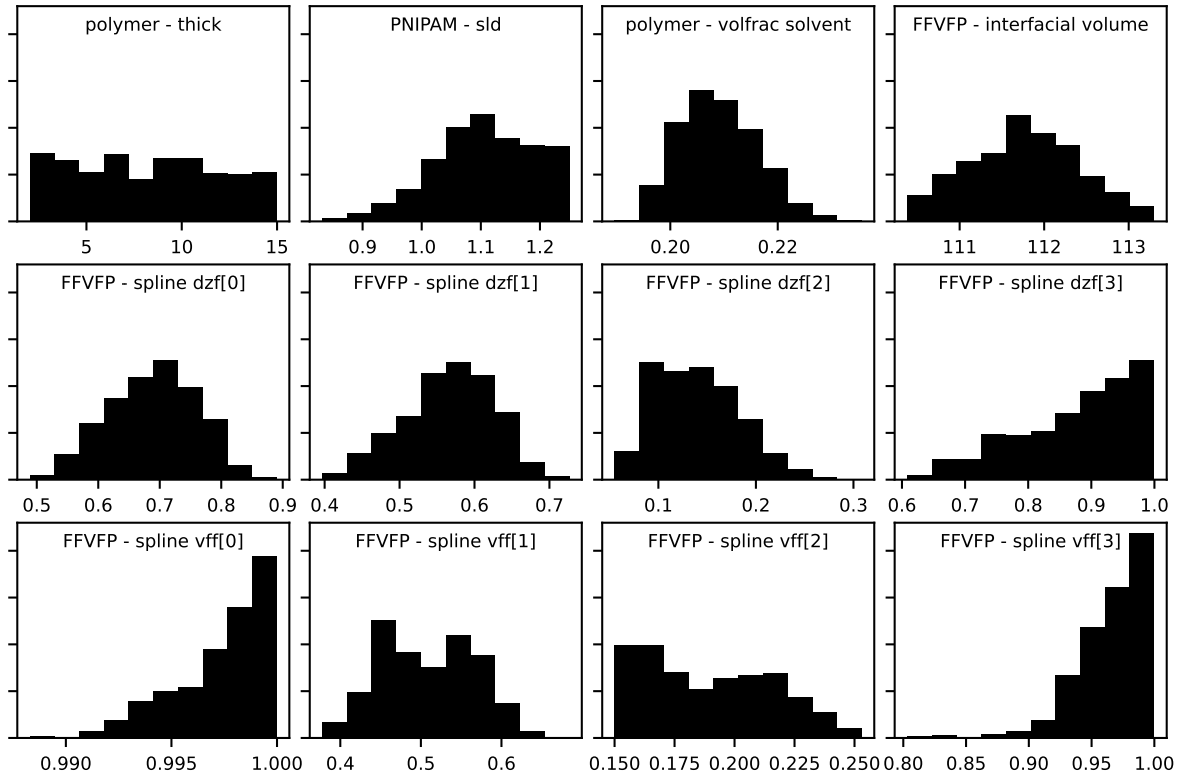 polymer - thick
PNIPAM - sld
polymer - volfrac solvent
FFVFP - interfacial volume
5 10 15
0.9 1.0 1.1 1.2
0.20 0.22
111 112 113
FFVFP - spline dzf[0]
FFVFP - spline dzf[1]
FFVFP - spline dzf[2]
FFVFP - spline dzf[3]
0.5 0.6 0.7 0.8 0.9
0.4 0.5 0.6 0.7
0.1 0.2 0.3
0.6 0.7 0.8 0.9 1.0
FFVFP - spline vff[0]
FFVFP - spline vff[1]
FFVFP - spline vff[2]
FFVFP - spline vff[3]
0.990 0.995 1.000
0.4 0.5 0.6
0.150 0.175 0.200 0.225 0.250
0.80 0.85 0.90 0.95 1.00